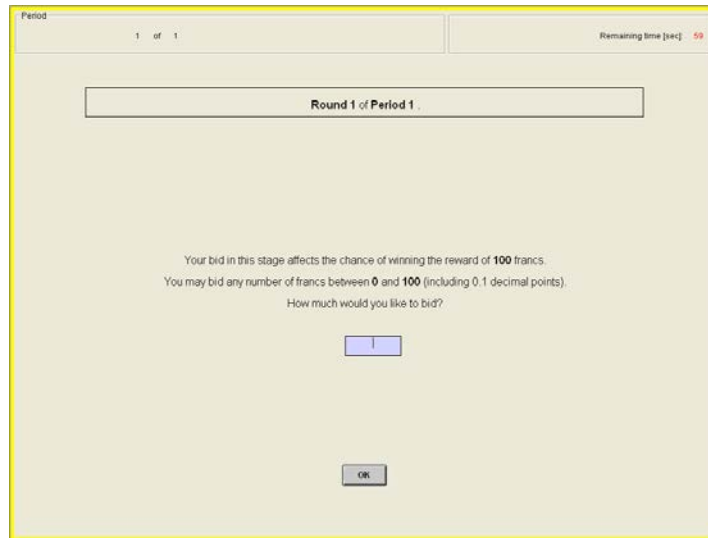 Period
1 of 1
Remaining time [sec]: 59
Round 1 of Period 1 .
Your bid in this stage affects the chance of winning the reward of 100 francs.
You may bid any number of francs between 0 and 100 (including 0.1 decimal points).
How much would you like to bid?
OK